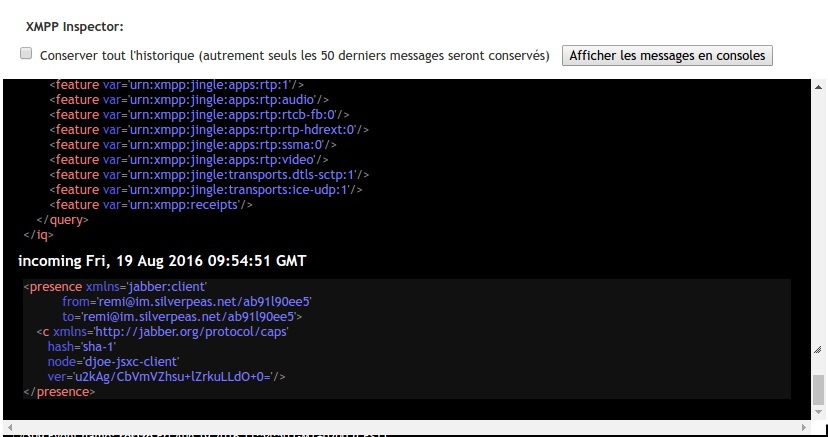 XMPP Inspector:
Conserver tout l'historique (autrement seuls les 50 derniers messages seront conservés) Afficher les messages en consoles
<feature var='urn:xmpp:jingle:apps:rtp:1'/>
<feature var='urn:xmpp:jingle:apps:rtp:audio'/>
<feature var='urn:xmpp:jingle:apps:rtp:rtcb-fb:0'/>
<feature var='urn:xmpp:jingle:apps:rtp:rtp-hdrext:0'/>
<feature var='urn:xmpp:jingle:apps:rtp:ssma:0'/>
<feature var='urn:xmpp:jingle:apps:rtp:video'/>
<feature var='urn:xmpp:jingle:transports.dtls-sctp:1'/>
<feature var='urn:xmpp:jingle:transports:ice-udp:1'/>
<feature var='urn:xmpp:receipts'/>
</query>
</iq>
incoming Fri, 19 Aug 2016 09:54:51 GMT
<presence xmlns='jabber:client'
from='remi@im.silverpeas.net/ab91l90ee5'
to='remi@im.silverpeas.net/ab91l90ee5'>
<c xmlns='http://jabber.org/protocol/caps'
hash='sha-1'
node='djoe-jsxc-client'
ver='u2kAg/CbVmVZhsu+lZrkuLLdO+0='/>
</presence>